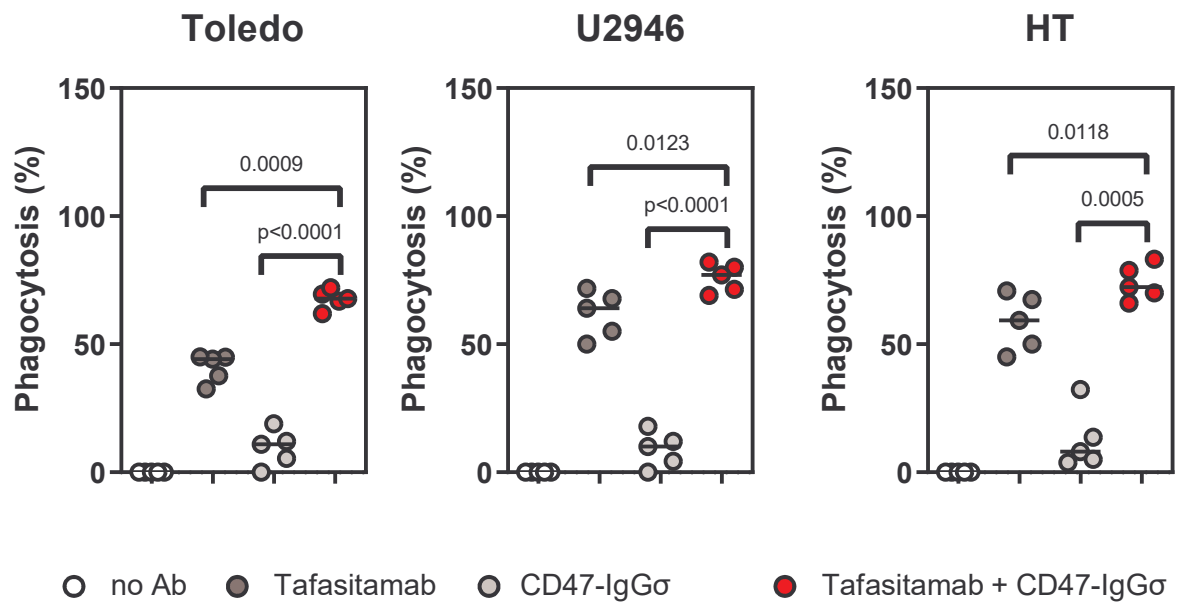 Toledo
Phagocytosis (%)
150
100
50
0
0.0009
p<0.0001
U2946
Phagocytosis (%)
150
100
50
0
0.0123
p<0.0001
HT
Phagocytosis (%)
150
100
50
0
0.0118
0.0005
no Ab Tafasitamab CD47-IgGσ Tafasitamab + CD47-IgGσ